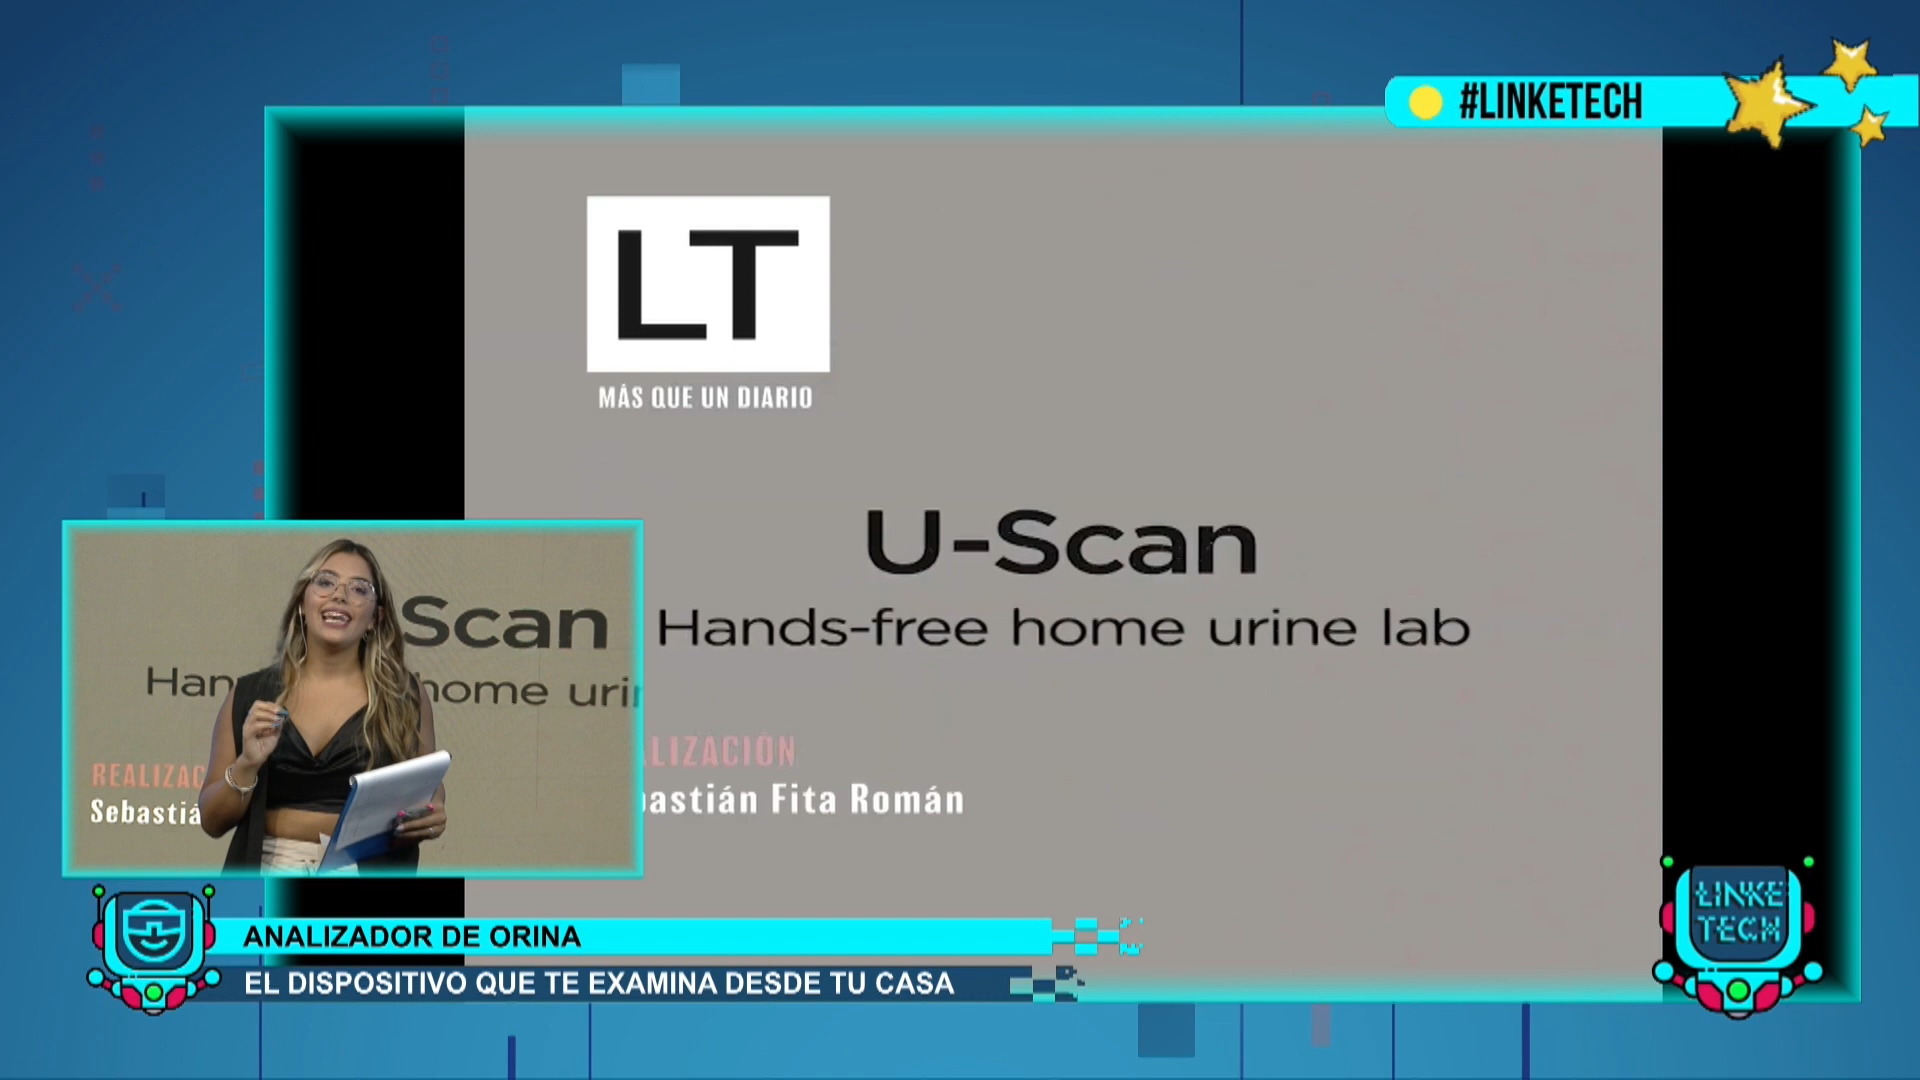 #LINKETECH
LT
MÁS QUE UN DIARIO
U-Scan
Hands-free home urine lab
LIZACIÓN
bastián Fita Román
Scan
Han home uri
REALIZAC
Sebastiá
ANALIZADOR DE ORINA
EL DISPOSITIVO QUE TE EXAMINA DESDE TU CASA
LINKE
TECH